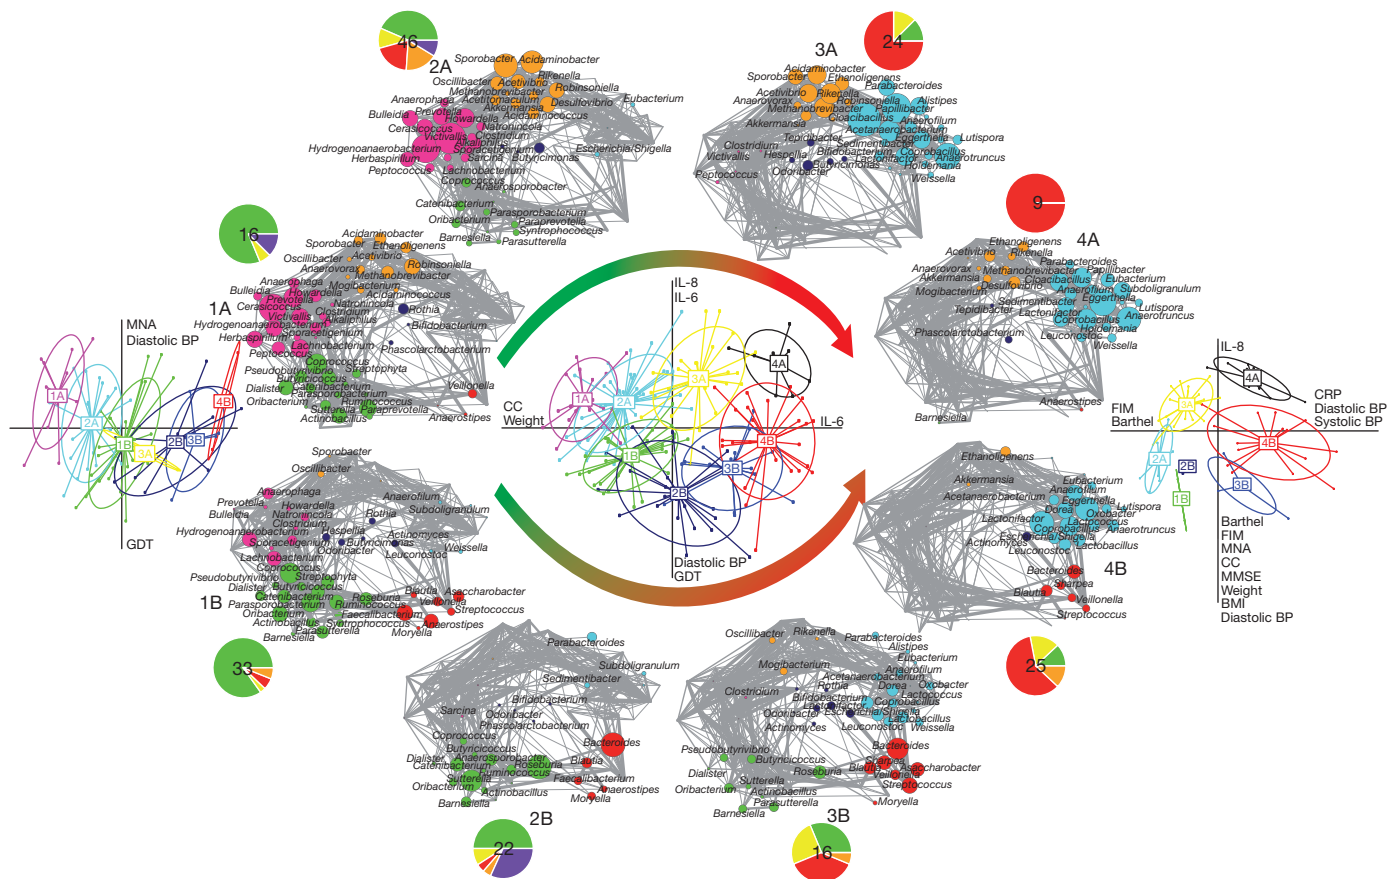 46
2A
Sporobacter
Acidaminobacter
Rikenella
Oscillibacter
Acetivibrio
Robinsoniella
Methanobrevibacter
Anaerophaga
Acetitomaculum
Desulfovibrio
Eubacterium
Akkermansia
Prevotella
Acidaminococcus
Bulleidia
Howardella
Natronincola
Cerasicoccus
Victivallis
Clostridium
Alkaliphilus
Hydrogenoanaerobacterium
Sporacetigenium
Escherichia/Shigella
Herbaspirillum
Sarcina
Butyricimonas
Peptococcus
Lachnobacterium
Coprococcus
Anaerosporobacter
Catenibacterium
Parasporobacterium
Oribacterium
Paraprevotella
Syntrophococcus
Barnesiella
Parasutterella
24
3A
Acidaminobacter
Sporobacter
Ethanoligenens
Parabacteroides
Acetivibrio
Rikenella
Anaerovorax
Robinsoniella
Alistipes
Methanobrevibacter
Papillibacter
Cloacibacillus
Anaerofilum
Akkermansia
Acetanaerobacterium
Tepidibacter
Eggerthella
Lutispora
Clostridium
Sedimentibacter
Hespellia
Bifidobacterium
Coprobacillus
Victivallis
Lactonifactor
Anaerotruncus
Butyricimonas
Holdemania
Odoribacter
Weissella
Peptococcus
16
1A
Acidaminobacter
Sporobacter
Ethanoligenens
Oscillibacter
Acetivibrio
Robinsoniella
Anaerovorax
Methanobrevibacter
Anaerophaga
Mogibacterium
Bulleidia
Howardella
Acidaminococcus
Prevotella
Natronincola
Rothia
Cerasicoccus
Clostridium
Victivallis
Alkaliphilus
Hydrogenoanaerobacterium
Bifidobacterium
Sporacetigenium
Herbaspirillum
Lachnobacterium
Phascolarctobacterium
Peptococcus
Coprococcus
Pseudobutyrivibrio
Streptophyta
Butyricicoccus
Dialister
Catenibacterium
Veillonella
Parasporobacterium
Oribacterium
Ruminococcus
Sutterella
Paraprevotella
Actinobacillus
Anaerostipes
9
4A
Ethanoligenens
Acetivibrio
Rikenella
Parabacteroides
Anaerovorax
Methanobrevibacter
Papillibacter
Akkermansia
Cloacibacillus
Eubacterium
Mogibacterium
Desulfovibrio
Anaerofilum
Subdoligranulum
Sedimentibacter
Eggerthella
Tepidibacter
Lactonifactor
Lutispora
Coprobacillus
Anaerotruncus
Phascolarctobacterium
Holdemania
Leuconostoc
Weissella
Anaerostipes
Barnesiella
MNA
Diastolic BP
1A
2A
1B
3A
2B
3B
4B
GDT
IL-8
IL-6
CC
Weight
IL-6
1A
2A
3A
4A
1B
2B
3B
4B
Diastolic BP
GDT
IL-8
FIM
Barthel
CRP
Diastolic BP
Systolic BP
3A
4A
2A
2B
1B
3B
4B
Barthel
FIM
MNA
CC
MMSE
Weight
BMI
Diastolic BP
1B
33
Sporobacter
Oscillibacter
Anaerophaga
Anaerofilum
Prevotella
Howardella
Subdoligranulum
Bulleidia
Natronincola
Rothia
Clostridium
Hydrogenoanaerobacterium
Hespellia
Actinomyces
Sporacetigenium
Butyricimonas
Odoribacter
Weissella
Lachnobacterium
Leuconostoc
Coprococcus
Pseudobutyrivibrio
Streptophyta
Dialister
Butyricicoccus
Blautia
Asaccharobacter
Catenibacterium
Roseburia
Parasporobacterium
Ruminococcus
Veillonella
Oribacterium
Faecalibacterium
Streptococcus
Actinobacillus
Syntrophococcus
Anaerostipes
Parasutterella
Moryella
Barnesiella
4B
25
Ethanoligenens
Akkermansia
Eubacterium
Anaerofilum
Acetanaerobacterium
Eggerthella
Dorea
Lutispora
Oxobacter
Lactonifactor
Lactococcus
Coprobacillus
Anaerotruncus
Escherichia/Shigella
Actinomyces
Lactobacillus
Leuconostoc
Bacteroides
Sharpea
Blautia
Veillonella
Streptococcus
2B
22
Parabacteroides
Subdoligranulum
Sedimentibacter
Bifidobacterium
Sarcina
Odoribacter
Phascolarctobacterium
Coprococcus
Bacteroides
Butyricicoccus
Dialister
Anaerosporobacter
Blautia
Catenibacterium
Roseburia
Ruminococcus
Sutterella
Faecalibacterium
Oribacterium
Actinobacillus
Anaerostipes
Moryella
Barnesiella
3B
16
Oscillibacter
Rikenella
Parabacteroides
Alistipes
Eubacterium
Mogibacterium
Anaerofilum
Acetanaerobacterium
Clostridium
Rothia
Dorea
Oxobacter
Bifidobacterium
Lactococcus
Lactonifactor
Coprobacillus
Odoribacter
Escherichia/Shigella
Lactobacillus
Actinomyces
Leuconostoc
Weissella
Pseudobutyrivibrio
Bacteroides
Butyricicoccus
Sharpea
Dialister
Roseburia
Blautia
Asaccharobacter
Veillonella
Oribacterium
Sutterella
Streptococcus
Actinobacillus
Parasutterella
Moryella
Barnesiella